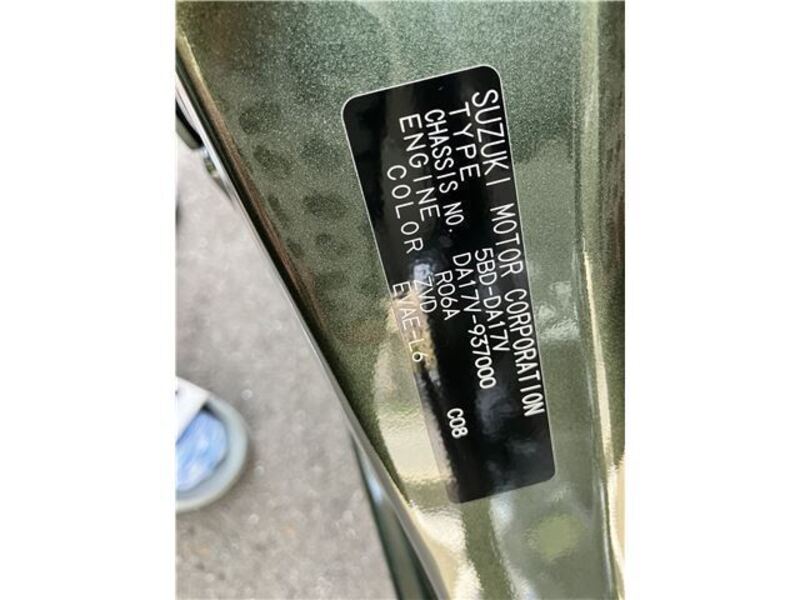 SUZUKI MOTOR CORPORATION
TYPE 5BD-DA17V
CHASSIS NO. DA17V-937000
ENGINE R06A
COLOR ZVD C08
EVAE-L6